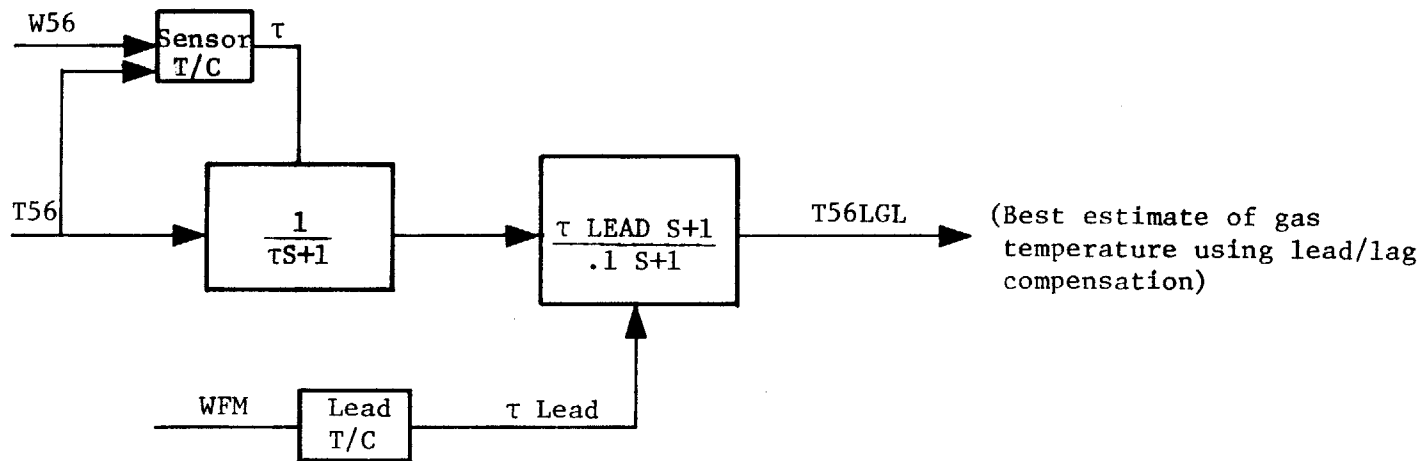 W56
Sensor
T/C
τ
T56
1
τS+1
τ LEAD S+1
.1 S+1
T56LGL
(Best estimate of gas
temperature using lead/lag
compensation)
WFM
Lead
T/C
τ Lead